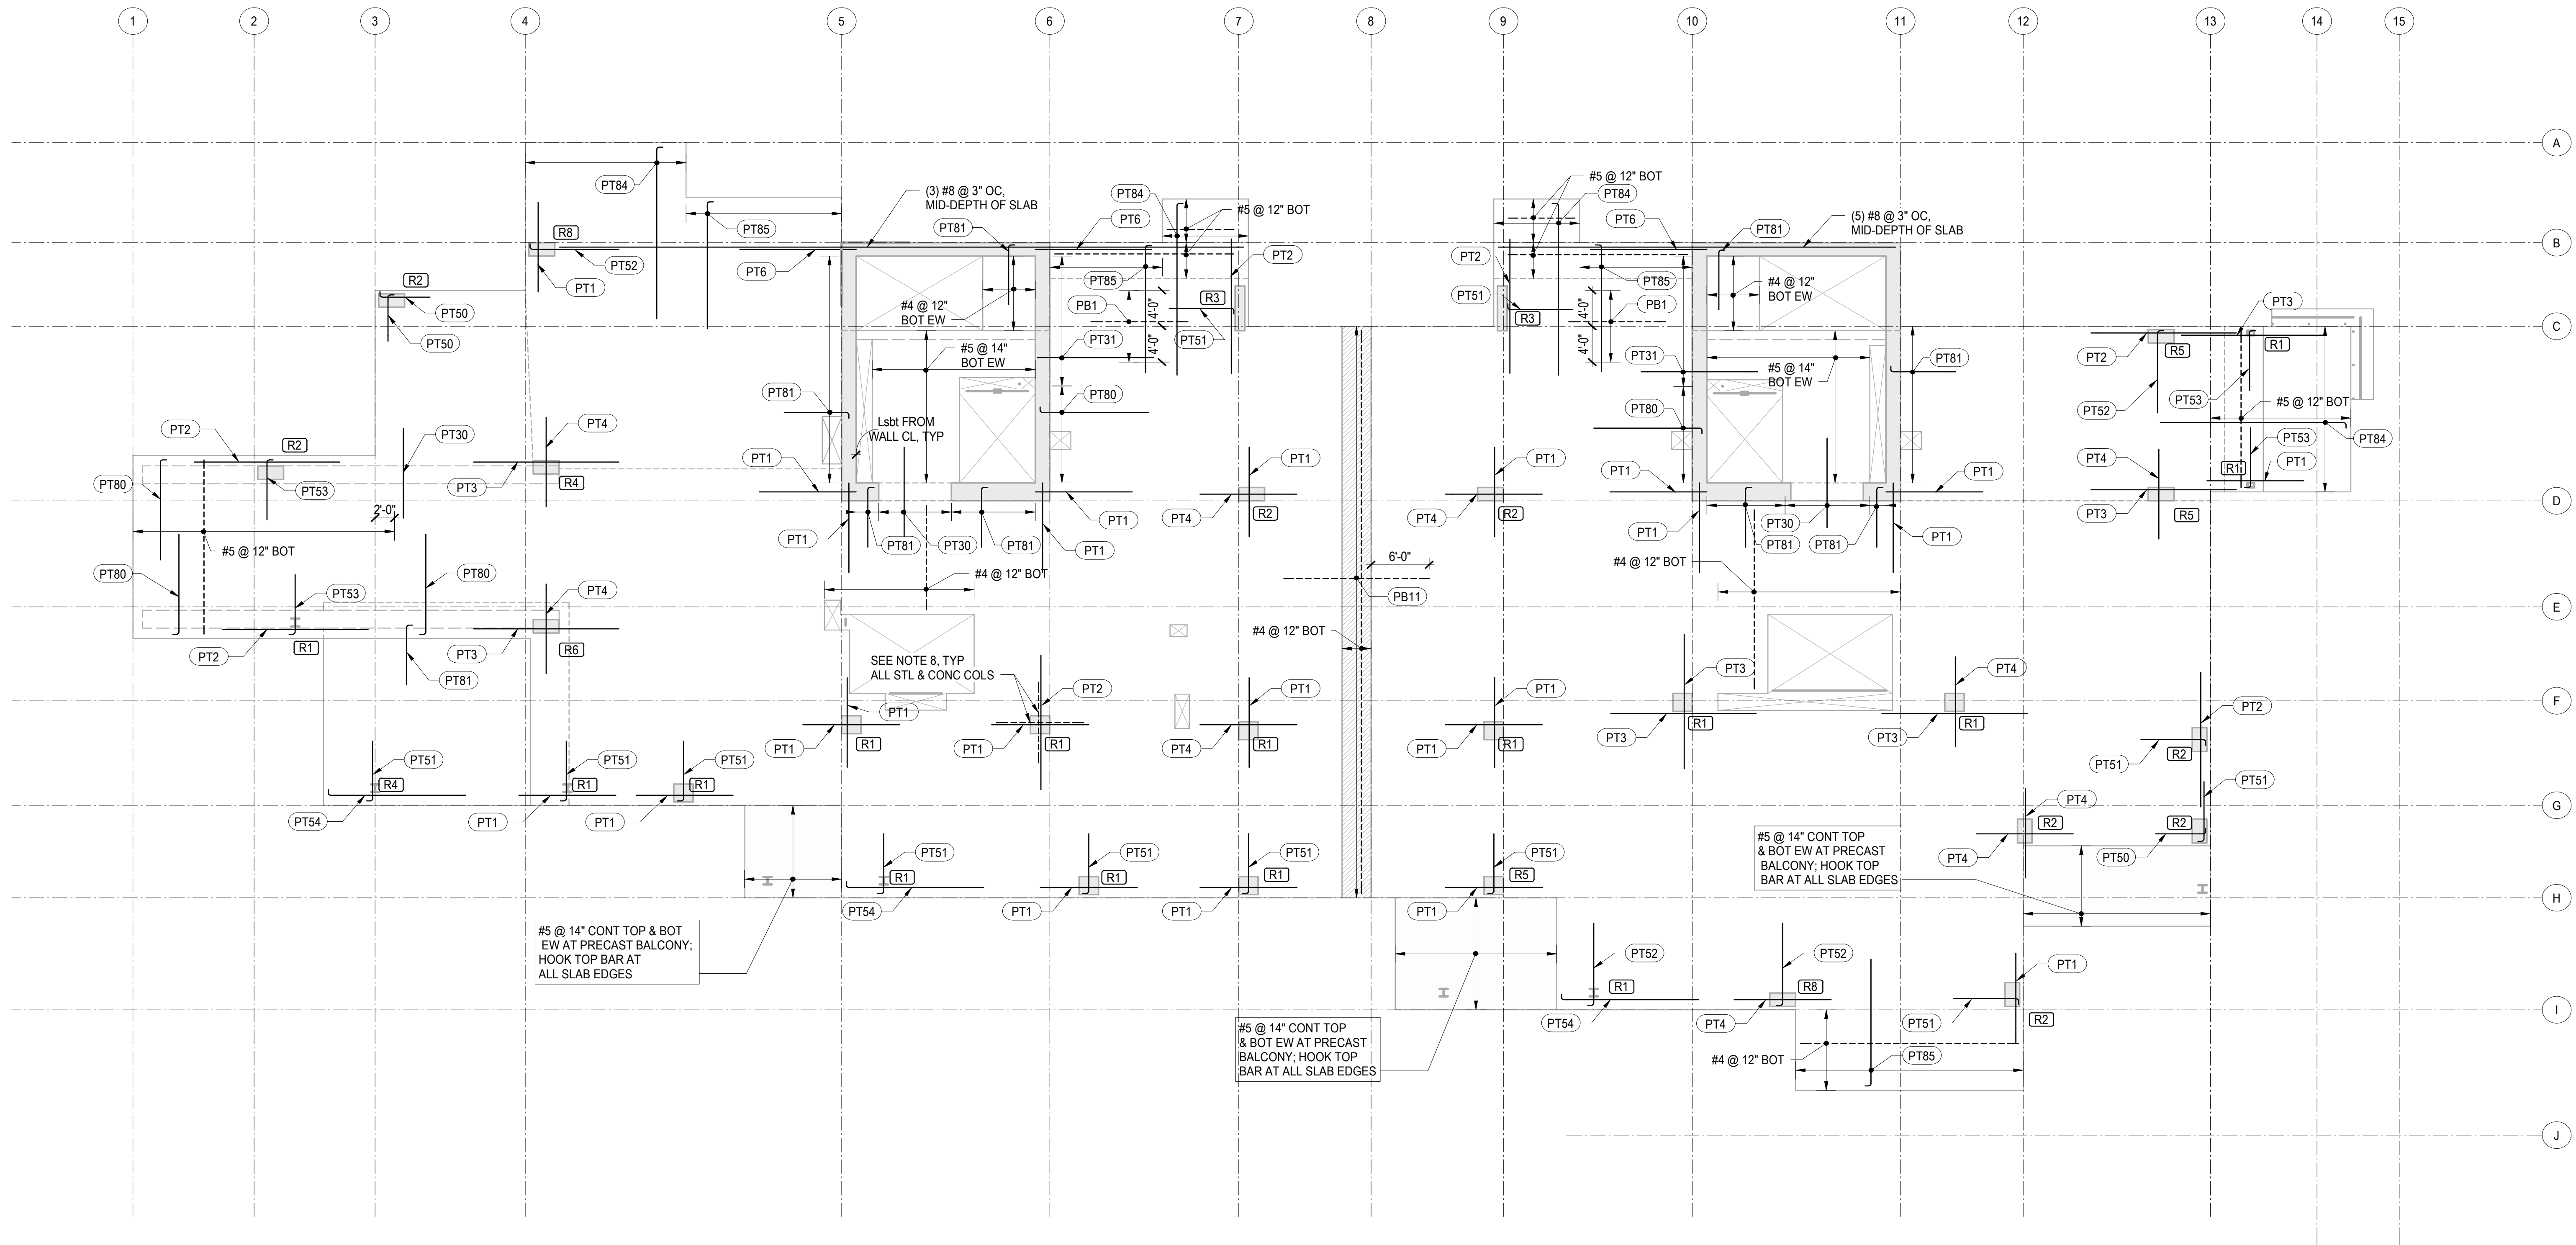 1
2
3
4
5
6
7
8
9
10
11
12
13
14
15
A
B
C
D
E
F
G
H
I
J
PT84
PT85
R8
PT52
PT1
R2
PT50
PT50
(3) #8 @ 3" OC,
MID-DEPTH OF SLAB
PT6
PT81
PT6
PT84
#5 @ 12" BOT
PT2
PT85
PB1
4'-0"
4'-0"
R3
PT51
PT31
PT80
#4 @ 12"
BOT EW
#5 @ 14"
BOT EW
PT81
Lsbt FROM
WALL CL, TYP
PT1
PT1
PT81
PT30
PT81
PT1
PT1
#4 @ 12" BOT
#5 @ 12" BOT
PT84
PT6
PT81
(5) #8 @ 3" OC,
MID-DEPTH OF SLAB
PT2
PT51
R3
PT85
PB1
4'-0"
4'-0"
#4 @ 12"
BOT EW
PT31
#5 @ 14"
BOT EW
PT80
PT81
PT1
PT1
PT30
PT81
PT81
PT1
PT1
#4 @ 12" BOT
PT2
R5
PT52
PT3
R1
PT53
#5 @ 12" BOT
PT84
PT53
R1
PT1
PT4
PT3
R5
PT2
R2
PT30
PT4
PT80
PT53
PT3
R4
2'-0"
#5 @ 12" BOT
PT80
PT80
PT53
PT4
PT2
R1
PT3
R6
PT81
PT1
PT4
R2
PT1
PT4
R2
6'-0"
PB11
#4 @ 12" BOT
SEE NOTE 8, TYP
ALL STL & CONC COLS
PT2
PT1
PT1
R1
PT1
R1
PT1
PT4
R1
PT1
PT1
R1
PT3
PT3
R1
PT4
PT3
R1
PT2
PT51
R2
PT51
PT51
R4
PT54
PT51
R1
PT1
PT51
R1
PT1
PT4
R2
PT4
R2
PT50
#5 @ 14" CONT TOP
& BOT EW AT PRECAST
BALCONY; HOOK TOP
BAR AT ALL SLAB EDGES
PT51
R1
PT54
PT51
R1
PT1
PT51
R1
PT1
PT51
R5
PT1
#5 @ 14" CONT TOP & BOT
EW AT PRECAST BALCONY;
HOOK TOP BAR AT
ALL SLAB EDGES
PT52
R1
PT54
PT52
R8
PT4
PT1
PT51
R2
#5 @ 14" CONT TOP
& BOT EW AT PRECAST
BALCONY; HOOK TOP
BAR AT ALL SLAB EDGES
#4 @ 12" BOT
PT85